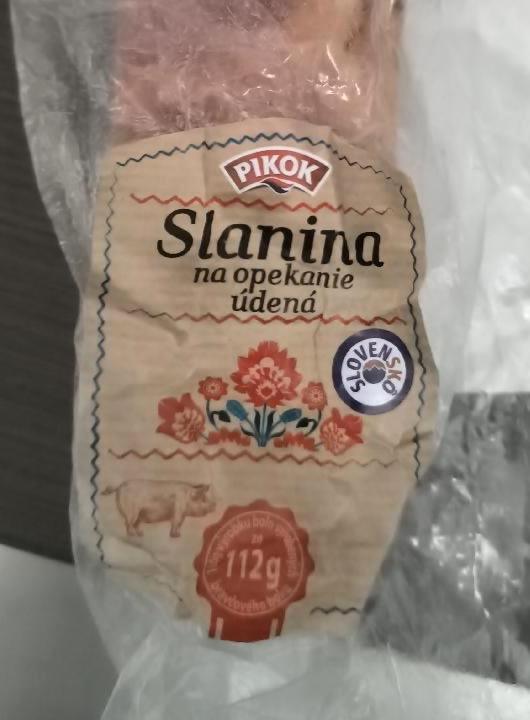 PIKOK
Slanina
na opekanie
údená
SLOVENSKO
112g